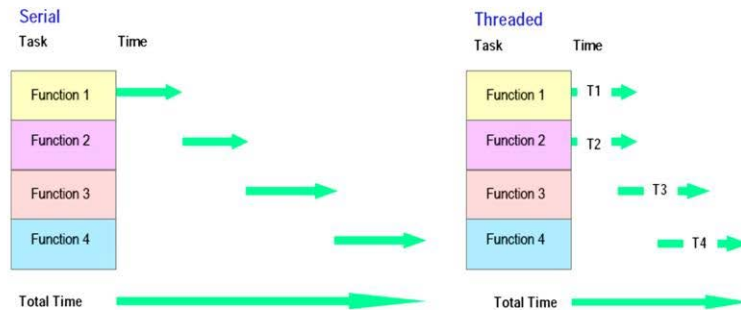 Serial
Task Time
Function 1
Function 2
Function 3
Function 4
Total Time
Threaded
Task Time
Function 1 T1
Function 2 T2
Function 3 T3
Function 4 T4
Total Time